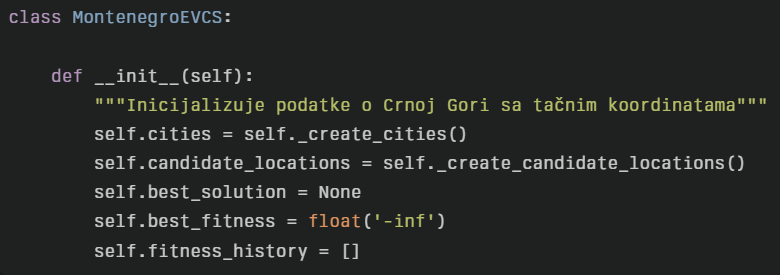 class MontenegroEVCS:
def __init__(self):
"""Inicijalizuje podatke o Crnoj Gori sa tačnim koordinatama"""
self.cities = self._create_cities()
self.candidate_locations = self._create_candidate_locations()
self.best_solution = None
self.best_fitness = float('-inf')
self.fitness_history = []